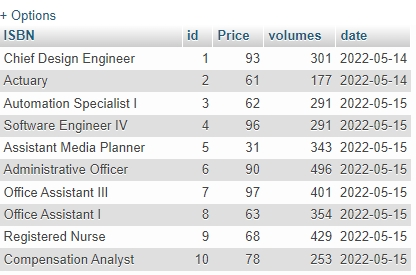 + Options
ISBN id Price volumes date
Chief Design Engineer 1 93 301 2022-05-14
Actuary 2 61 177 2022-05-14
Automation Specialist I 3 62 291 2022-05-15
Software Engineer IV 4 96 291 2022-05-15
Assistant Media Planner 5 31 343 2022-05-15
Administrative Officer 6 90 496 2022-05-15
Office Assistant III 7 97 401 2022-05-15
Office Assistant I 8 63 354 2022-05-15
Registered Nurse 9 68 429 2022-05-15
Compensation Analyst 10 78 253 2022-05-15